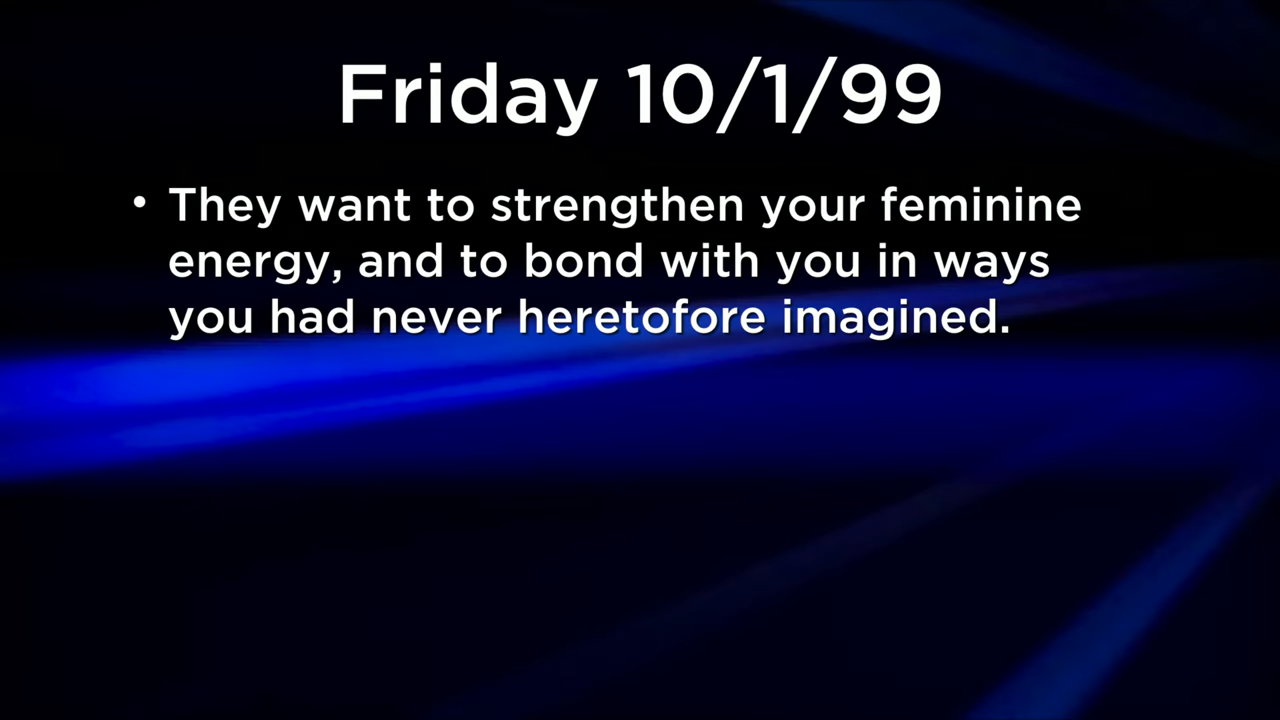 Friday 10/1/99
• They want to strengthen your feminine
energy, and to bond with you in ways
you had never heretofore imagined.